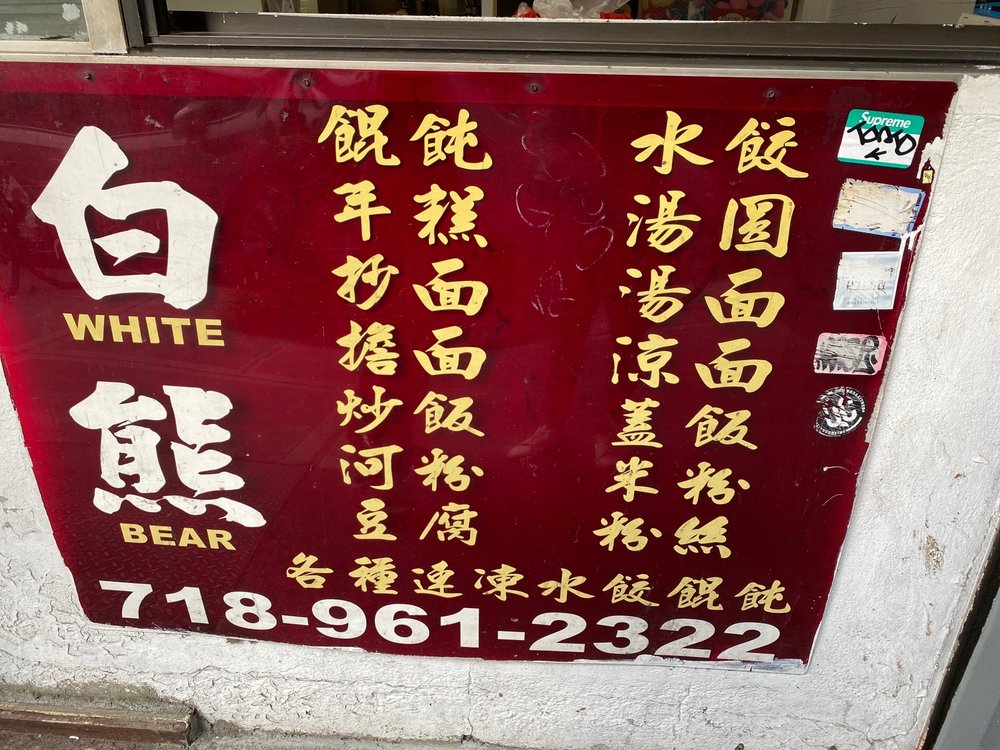 白
WHITE
熊
BEAR
餛飩 水餃
年糕 湯圓
抄面 湯面
擔面 涼面
炒飯 蓋飯
河粉 米粉
豆腐 粉絲
各種速凍水餃餛飩
718-961-2322
Supreme